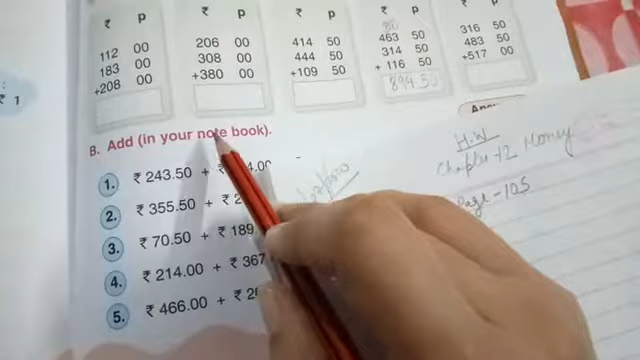 ₹ p ₹ p ₹ p ₹ p ₹ p
112 00 206 00 414 50 463 50 316 50
183 00 308 00 444 50 314 50 483 50
+208 00 +380 00 +109 50 +116 50 +517 00
894.50
₹ 1
B. Add (in your note book).
H.W
Chapter-12 Money
Page-105
1. ₹ 243.50 + ₹
2. ₹ 355.50 + ₹
3. ₹ 70.50 + ₹ 189
4. ₹ 214.00 + ₹ 367
5. ₹ 466.00 + ₹